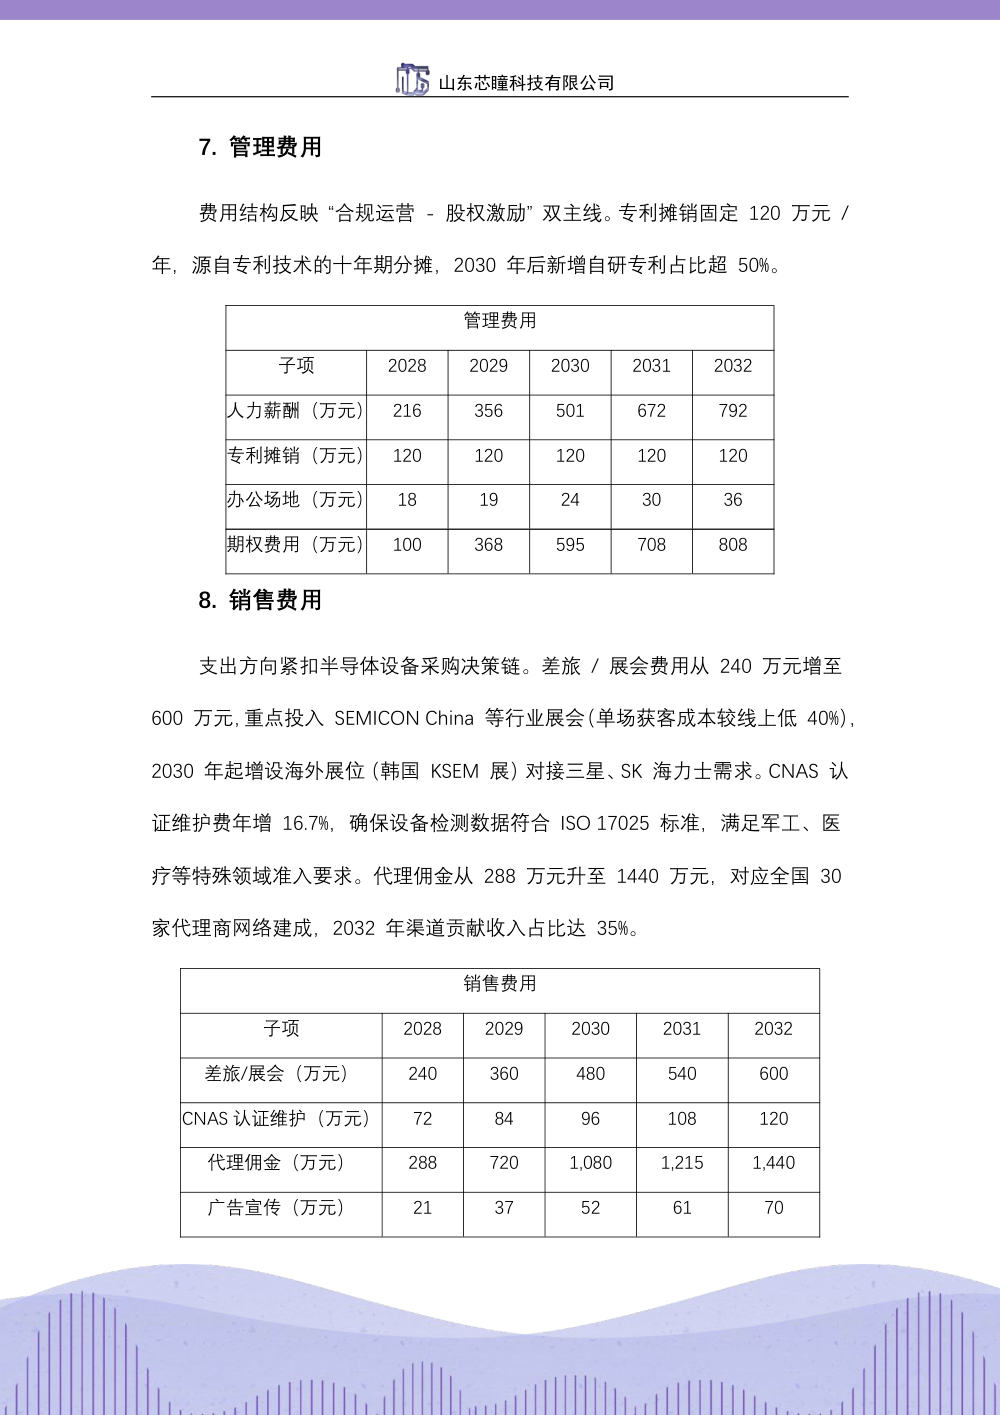 山东芯瞳科技有限公司
7. 管理费用
费用结构反映 “合规运营 - 股权激励” 双主线。专利摊销固定 120 万元 /
年，源自专利技术的十年期分摊，2030 年后新增自研专利占比超 50%。
管理费用
子项 2028 2029 2030 2031 2032
人力薪酬（万元） 216 356 501 672 792
专利摊销（万元） 120 120 120 120 120
办公场地（万元） 18 19 24 30 36
期权费用（万元） 100 368 595 708 808
8. 销售费用
支出方向紧扣半导体设备采购决策链。差旅 / 展会费用从 240 万元增至
600 万元，重点投入 SEMICON China 等行业展会（单场获客成本较线上低 40%），
2030 年起增设海外展位（韩国 KSEM 展）对接三星、SK 海力士需求。CNAS 认
证维护费年增 16.7%，确保设备检测数据符合 ISO 17025 标准，满足军工、医
疗等特殊领域准入要求。代理佣金从 288 万元升至 1440 万元，对应全国 30
家代理商网络建成，2032 年渠道贡献收入占比达 35%。
销售费用
子项 2028 2029 2030 2031 2032
差旅/展会（万元） 240 360 480 540 600
CNAS 认证维护（万元） 72 84 96 108 120
代理佣金（万元） 288 720 1,080 1,215 1,440
广告宣传（万元） 21 37 52 61 70